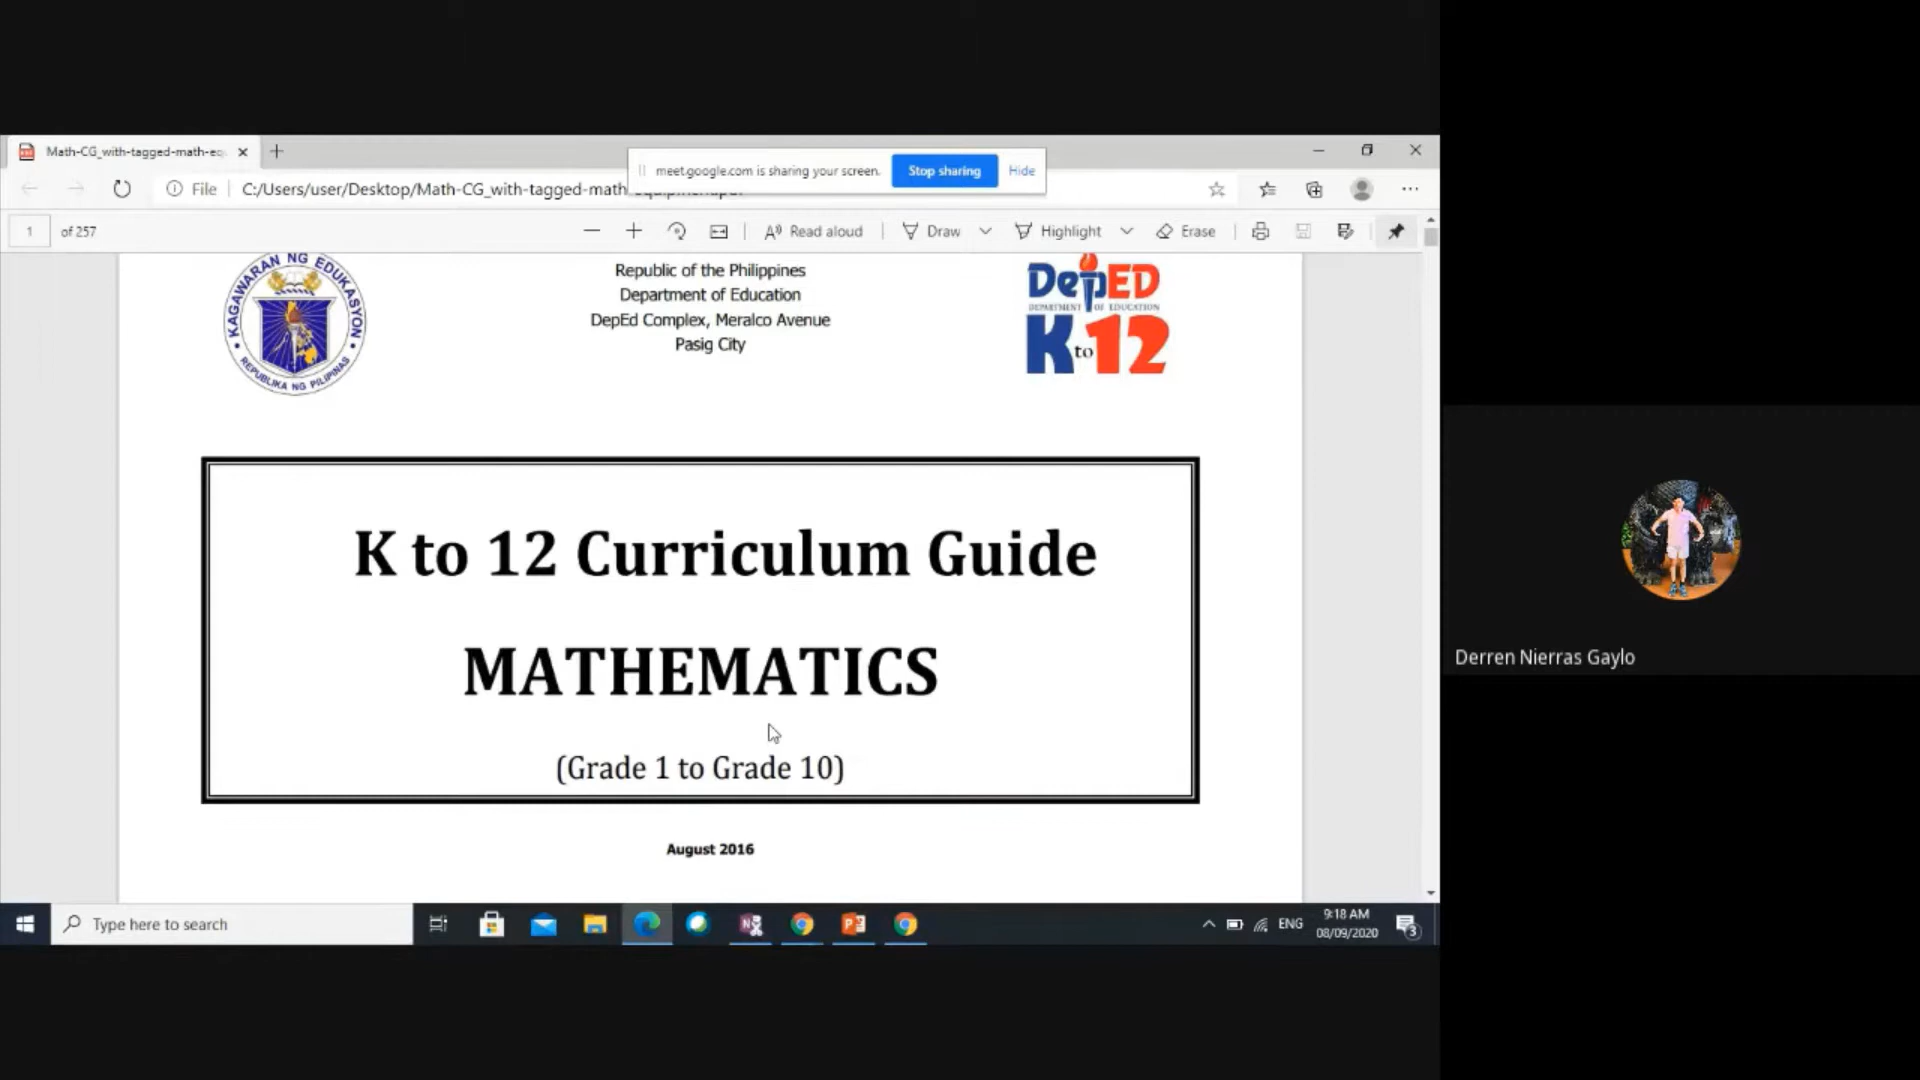 Math-CG_with-tagged-math-eq
meet.google.com is sharing your screen.
Stop sharing
Hide
File
C:/Users/user/Desktop/Math-CG_with-tagged-math
1
of 257
Read aloud
Draw
Highlight
Erase
KAGAWARAN NG EDUKASYON
REPUBLIKA NG PILIPINAS
Republic of the Philippines
Department of Education
DepEd Complex, Meralco Avenue
Pasig City
DepED
DEPARTMENT OF EDUCATION
K to 12
K to 12 Curriculum Guide
MATHEMATICS
(Grade 1 to Grade 10)
August 2016
Derren Nierras Gaylo
Type here to search
ENG
9:18 AM
08/09/2020
3